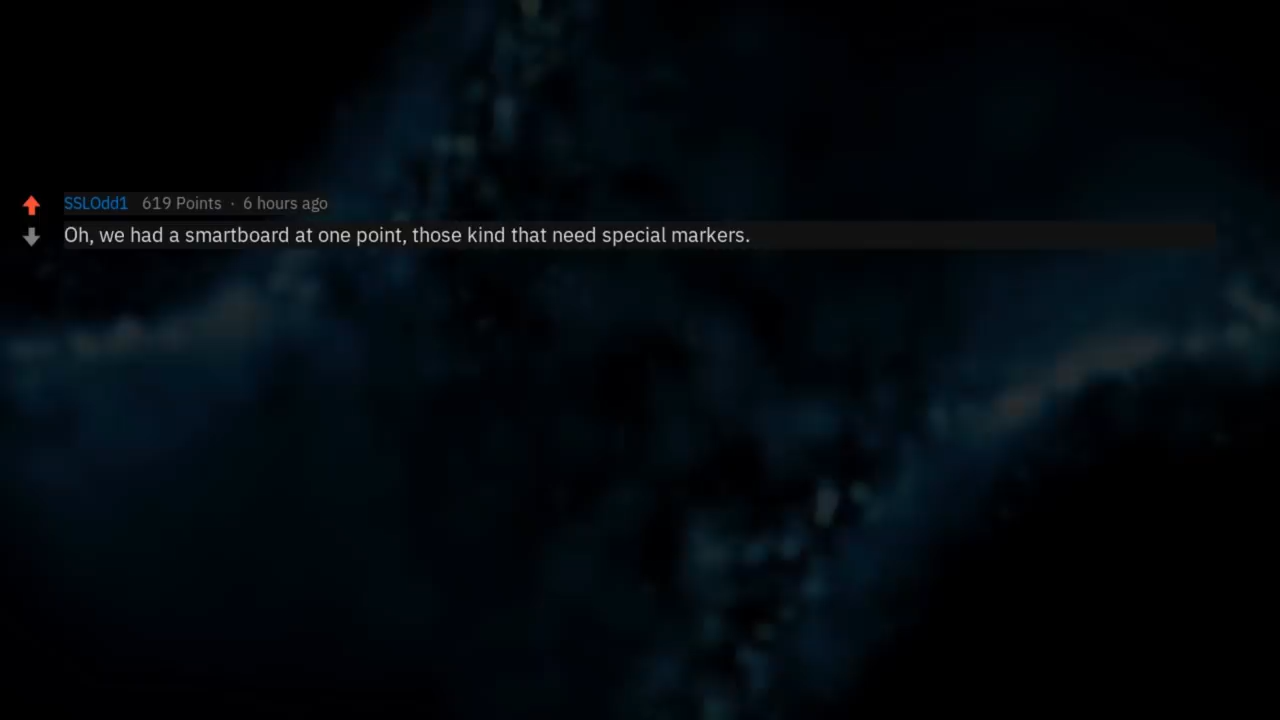 SSLOdd1 619 Points · 6 hours ago
Oh, we had a smartboard at one point, those kind that need special markers.